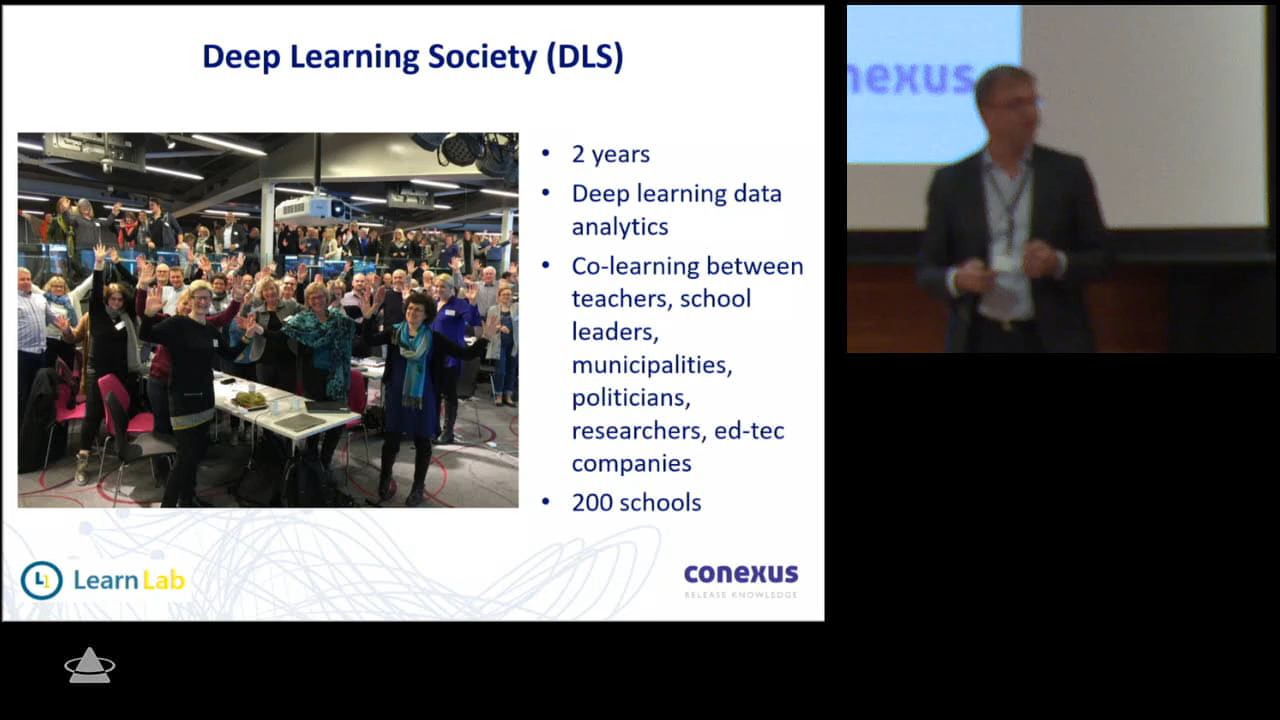 Deep Learning Society (DLS)
• 2 years
• Deep learning data
analytics
• Co-learning between
teachers, school
leaders,
municipalities,
politicians,
researchers, ed-tec
companies
• 200 schools
L1 LearnLab
conexus
RELEASE KNOWLEDGE
nexus